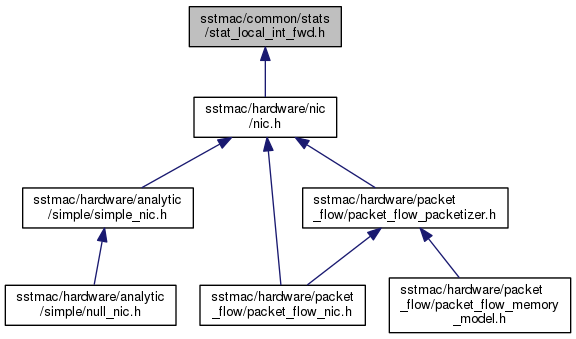 sstmac/common/stats
/stat_local_int_fwd.h
sstmac/hardware/nic
/nic.h
sstmac/hardware/analytic
/simple/simple_nic.h
sstmac/hardware/packet
_flow/packet_flow_packetizer.h
sstmac/hardware/analytic
/simple/null_nic.h
sstmac/hardware/packet
_flow/packet_flow_nic.h
sstmac/hardware/packet
_flow/packet_flow_memory
_model.h